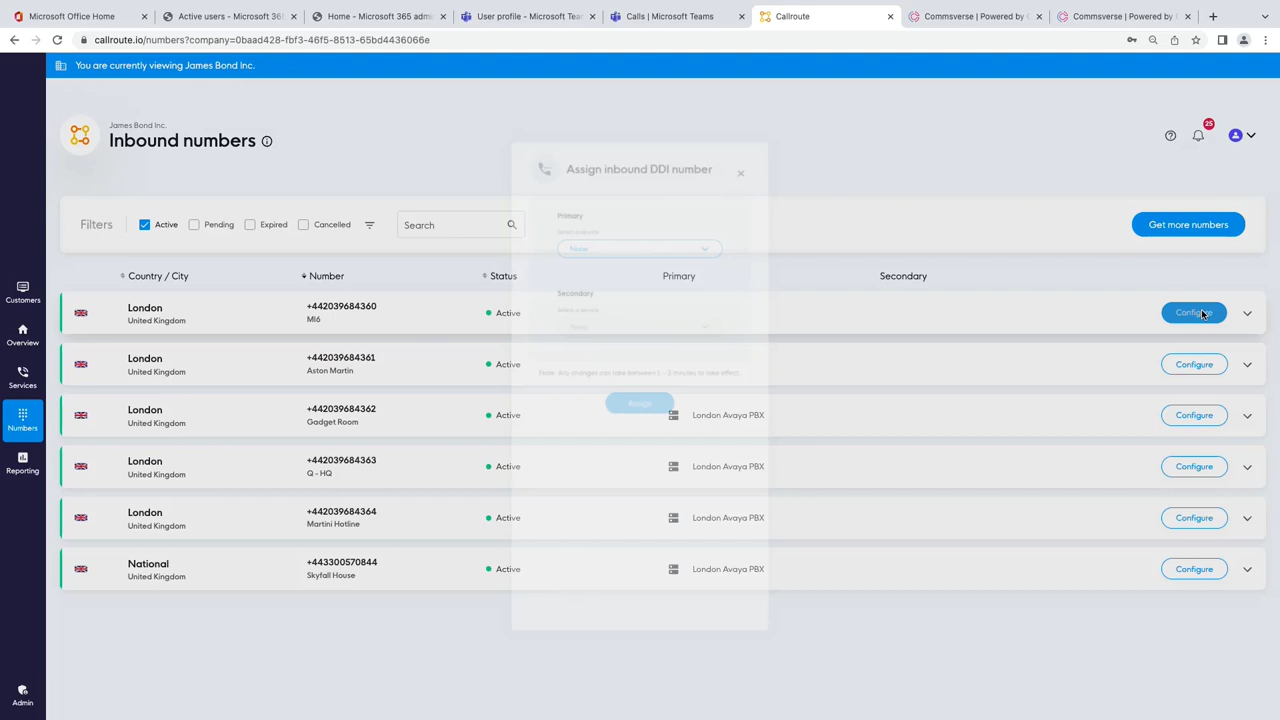 Microsoft Office Home
Active users - Microsoft 365
Home - Microsoft 365 admi
User profile - Microsoft Team
Calls | Microsoft Teams
Callroute
Commsverse | Powered by C
Commsverse | Powered by
callroute.io/numbers?company=0baad428-fbf3-46f5-8513-65bd4436066e
You are currently viewing James Bond Inc.
James Bond Inc.
Inbound numbers
25
Assign inbound DDI number
Filters
Active
Pending
Expired
Cancelled
Search
Get more numbers
Primary
Select a service
None
Country / City
Number
Status
Primary
Secondary
Secondary
Select a service
London
United Kingdom
+442039684360
MI6
Active
Configure
London
United Kingdom
+442039684361
Aston Martin
Active
Configure
Note: Any changes can take between 1 - 3 minutes to take effect.
Assign
London
United Kingdom
+442039684362
Gadget Room
Active
London Avaya PBX
Configure
London
United Kingdom
+442039684363
Q - HQ
Active
London Avaya PBX
Configure
London
United Kingdom
+442039684364
Martini Hotline
Active
London Avaya PBX
Configure
National
United Kingdom
+443300570844
Skyfall House
Active
London Avaya PBX
Configure
Customers
Overview
Services
Numbers
Reporting
Admin